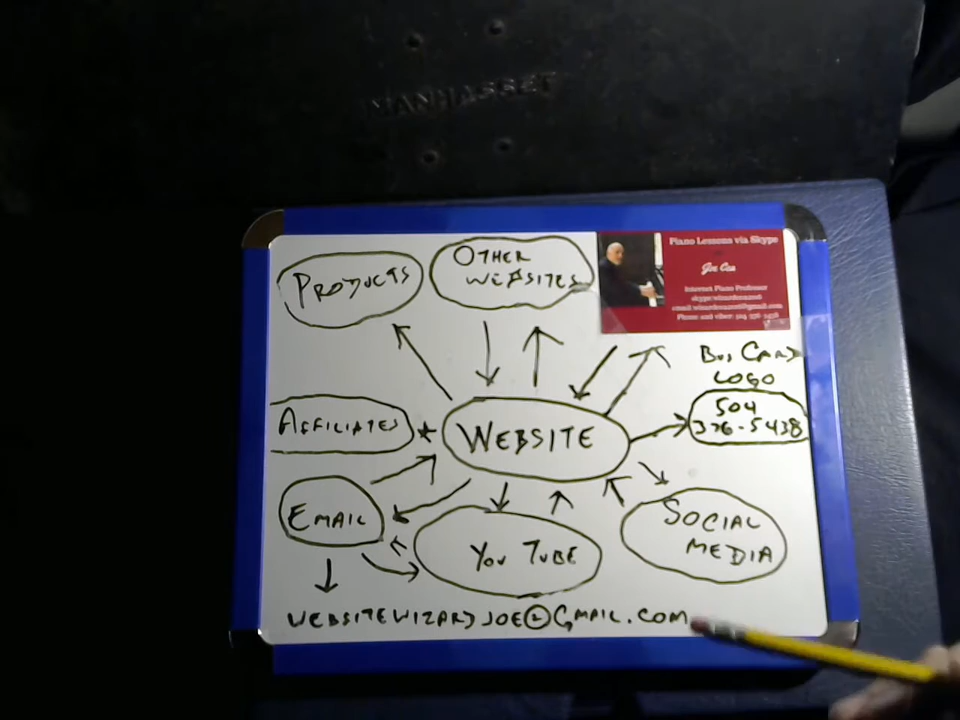 MANHASSET
PRODUCTS
OTHER
WEBSITES
Piano Lessons via Skype
Joe
Internet Piano Professor
BUS CARD
LOGO
504
376-5438
AFFILIATES
WEBSITE
EMAIL
YOU TUBE
SOCIAL
MEDIA
WEBSITEWIZARDJOE@GMAIL.COM